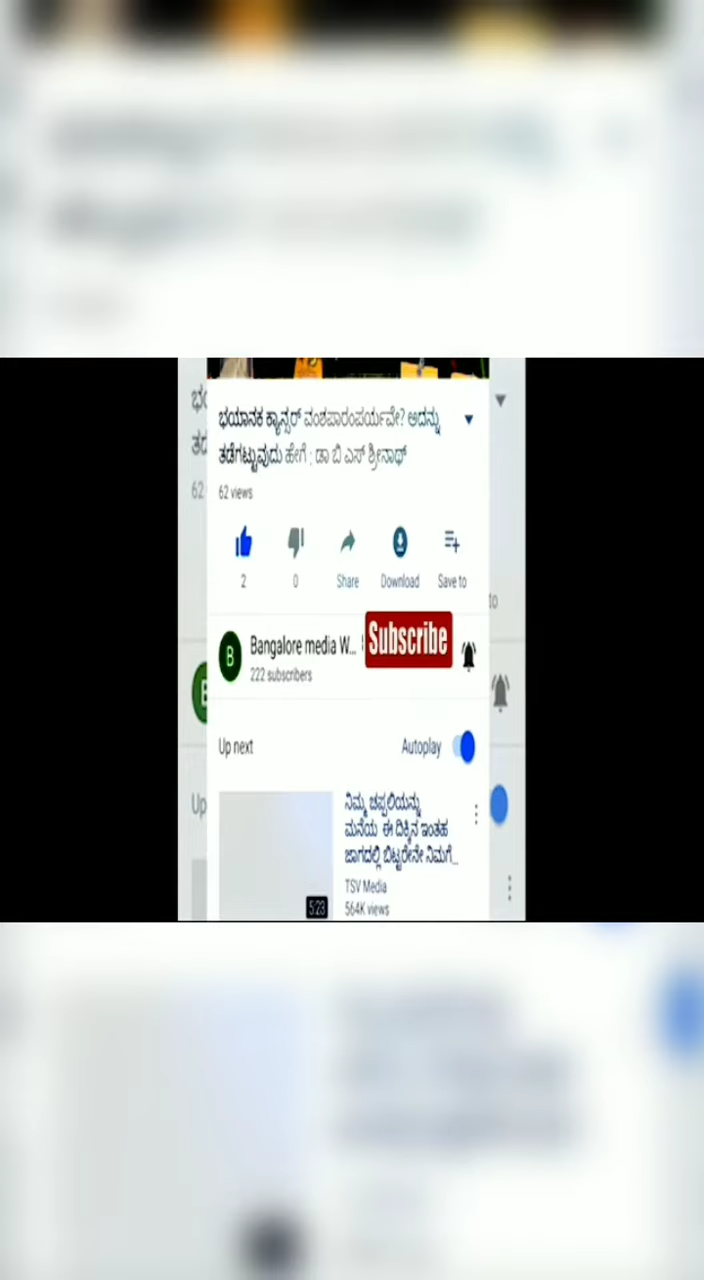 ಭಯಾನಕ ಕ್ಯಾನ್ಸರ್ ವಂಶಪಾರಂಪರ್ಯವೇ? ಅದನ್ನು
ತಡೆಗಟ್ಟುವುದು ಹೇಗೆ : ಡಾ ಬಿ ಎಸ್ ಶ್ರೀನಾಥ್
62 views
2 0 Share Download Save to
B Bangalore media W... Subscribe
222 subscribers
Up next Autoplay
ನಿಮ್ಮ ಚಪ್ಪಲಿಯನ್ನು
ಮನೆಯ ಈ ದಿಕ್ಕಿನ ಇಂತಹ
ಜಾಗದಲ್ಲಿ ಬಿಟ್ಟರೇನೇ ನಿಮಗೆ...
TSV Media
5:23 564K views